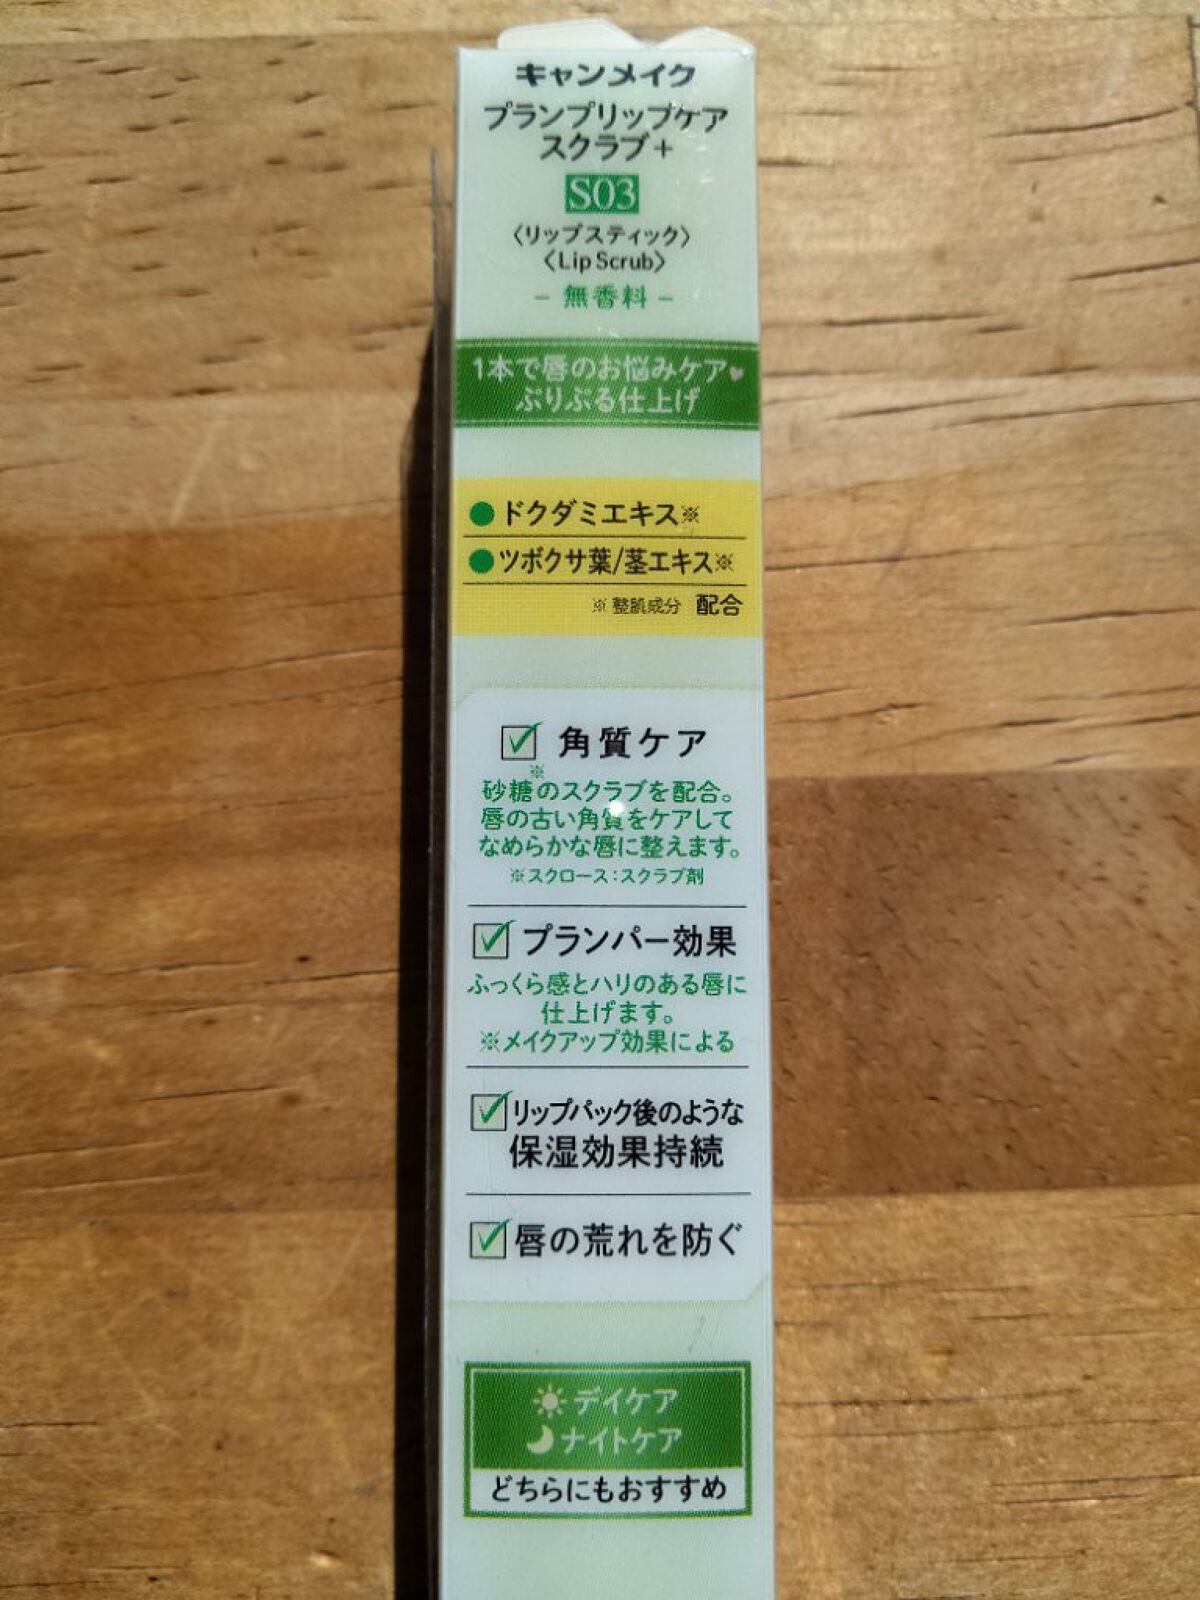 キャンメイク
プランプリップケア
スクラブ+
S03
〈リップスティック〉
〈Lip Scrub〉
- 無香料 -
1本で唇のお悩みケア♥
ぷりぷる仕上げ
●ドクダミエキス※
●ツボクサ葉/茎エキス※
※整肌成分 配合
角質ケア
砂糖※のスクラブを配合。
唇の古い角質をケアして
なめらかな唇に整えます。
※スクロース:スクラブ剤
プランパー効果
ふっくら感とハリのある唇に
仕上げます。
※メイクアップ効果による
リップパック後のような
保湿効果持続
唇の荒れを防ぐ
デイケア
ナイトケア
どちらにもおすすめ